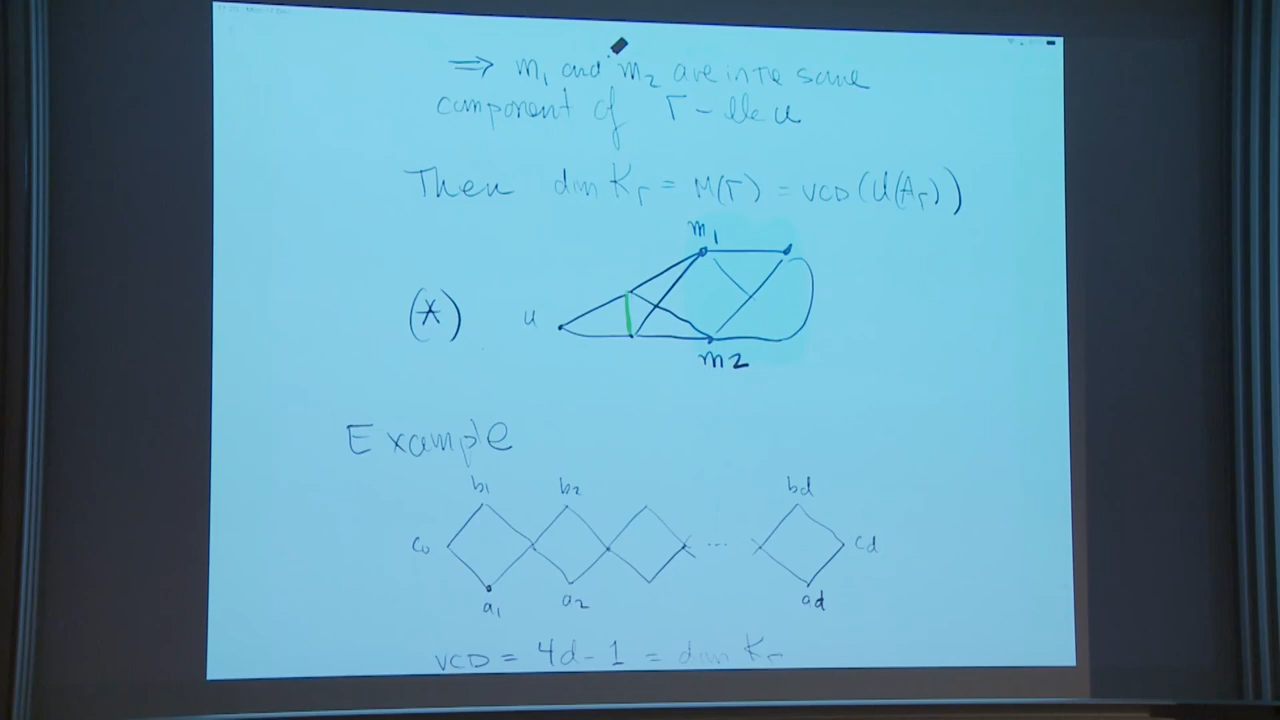 ⇒ m₁ and m₂ are in the same
component of Γ - lk u
Then dim K_Γ = M(Γ) = VCD(U(A_Γ))
m₁
(*) u
m2
Example
b₁ b₂ bd
c₀ ... cd
a₁ a₂ ad
VCD = 4d - 1 = dim K_Γ